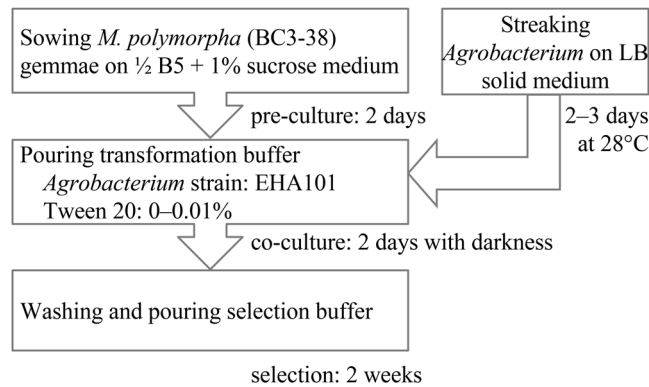 Sowing M. polymorpha (BC3-38)
gemmae on ½ B5 + 1% sucrose medium
Streaking
Agrobacterium on LB
solid medium
pre-culture: 2 days
2–3 days
at 28°C
Pouring transformation buffer
Agrobacterium strain: EHA101
Tween 20: 0–0.01%
co-culture: 2 days with darkness
Washing and pouring selection buffer
selection: 2 weeks